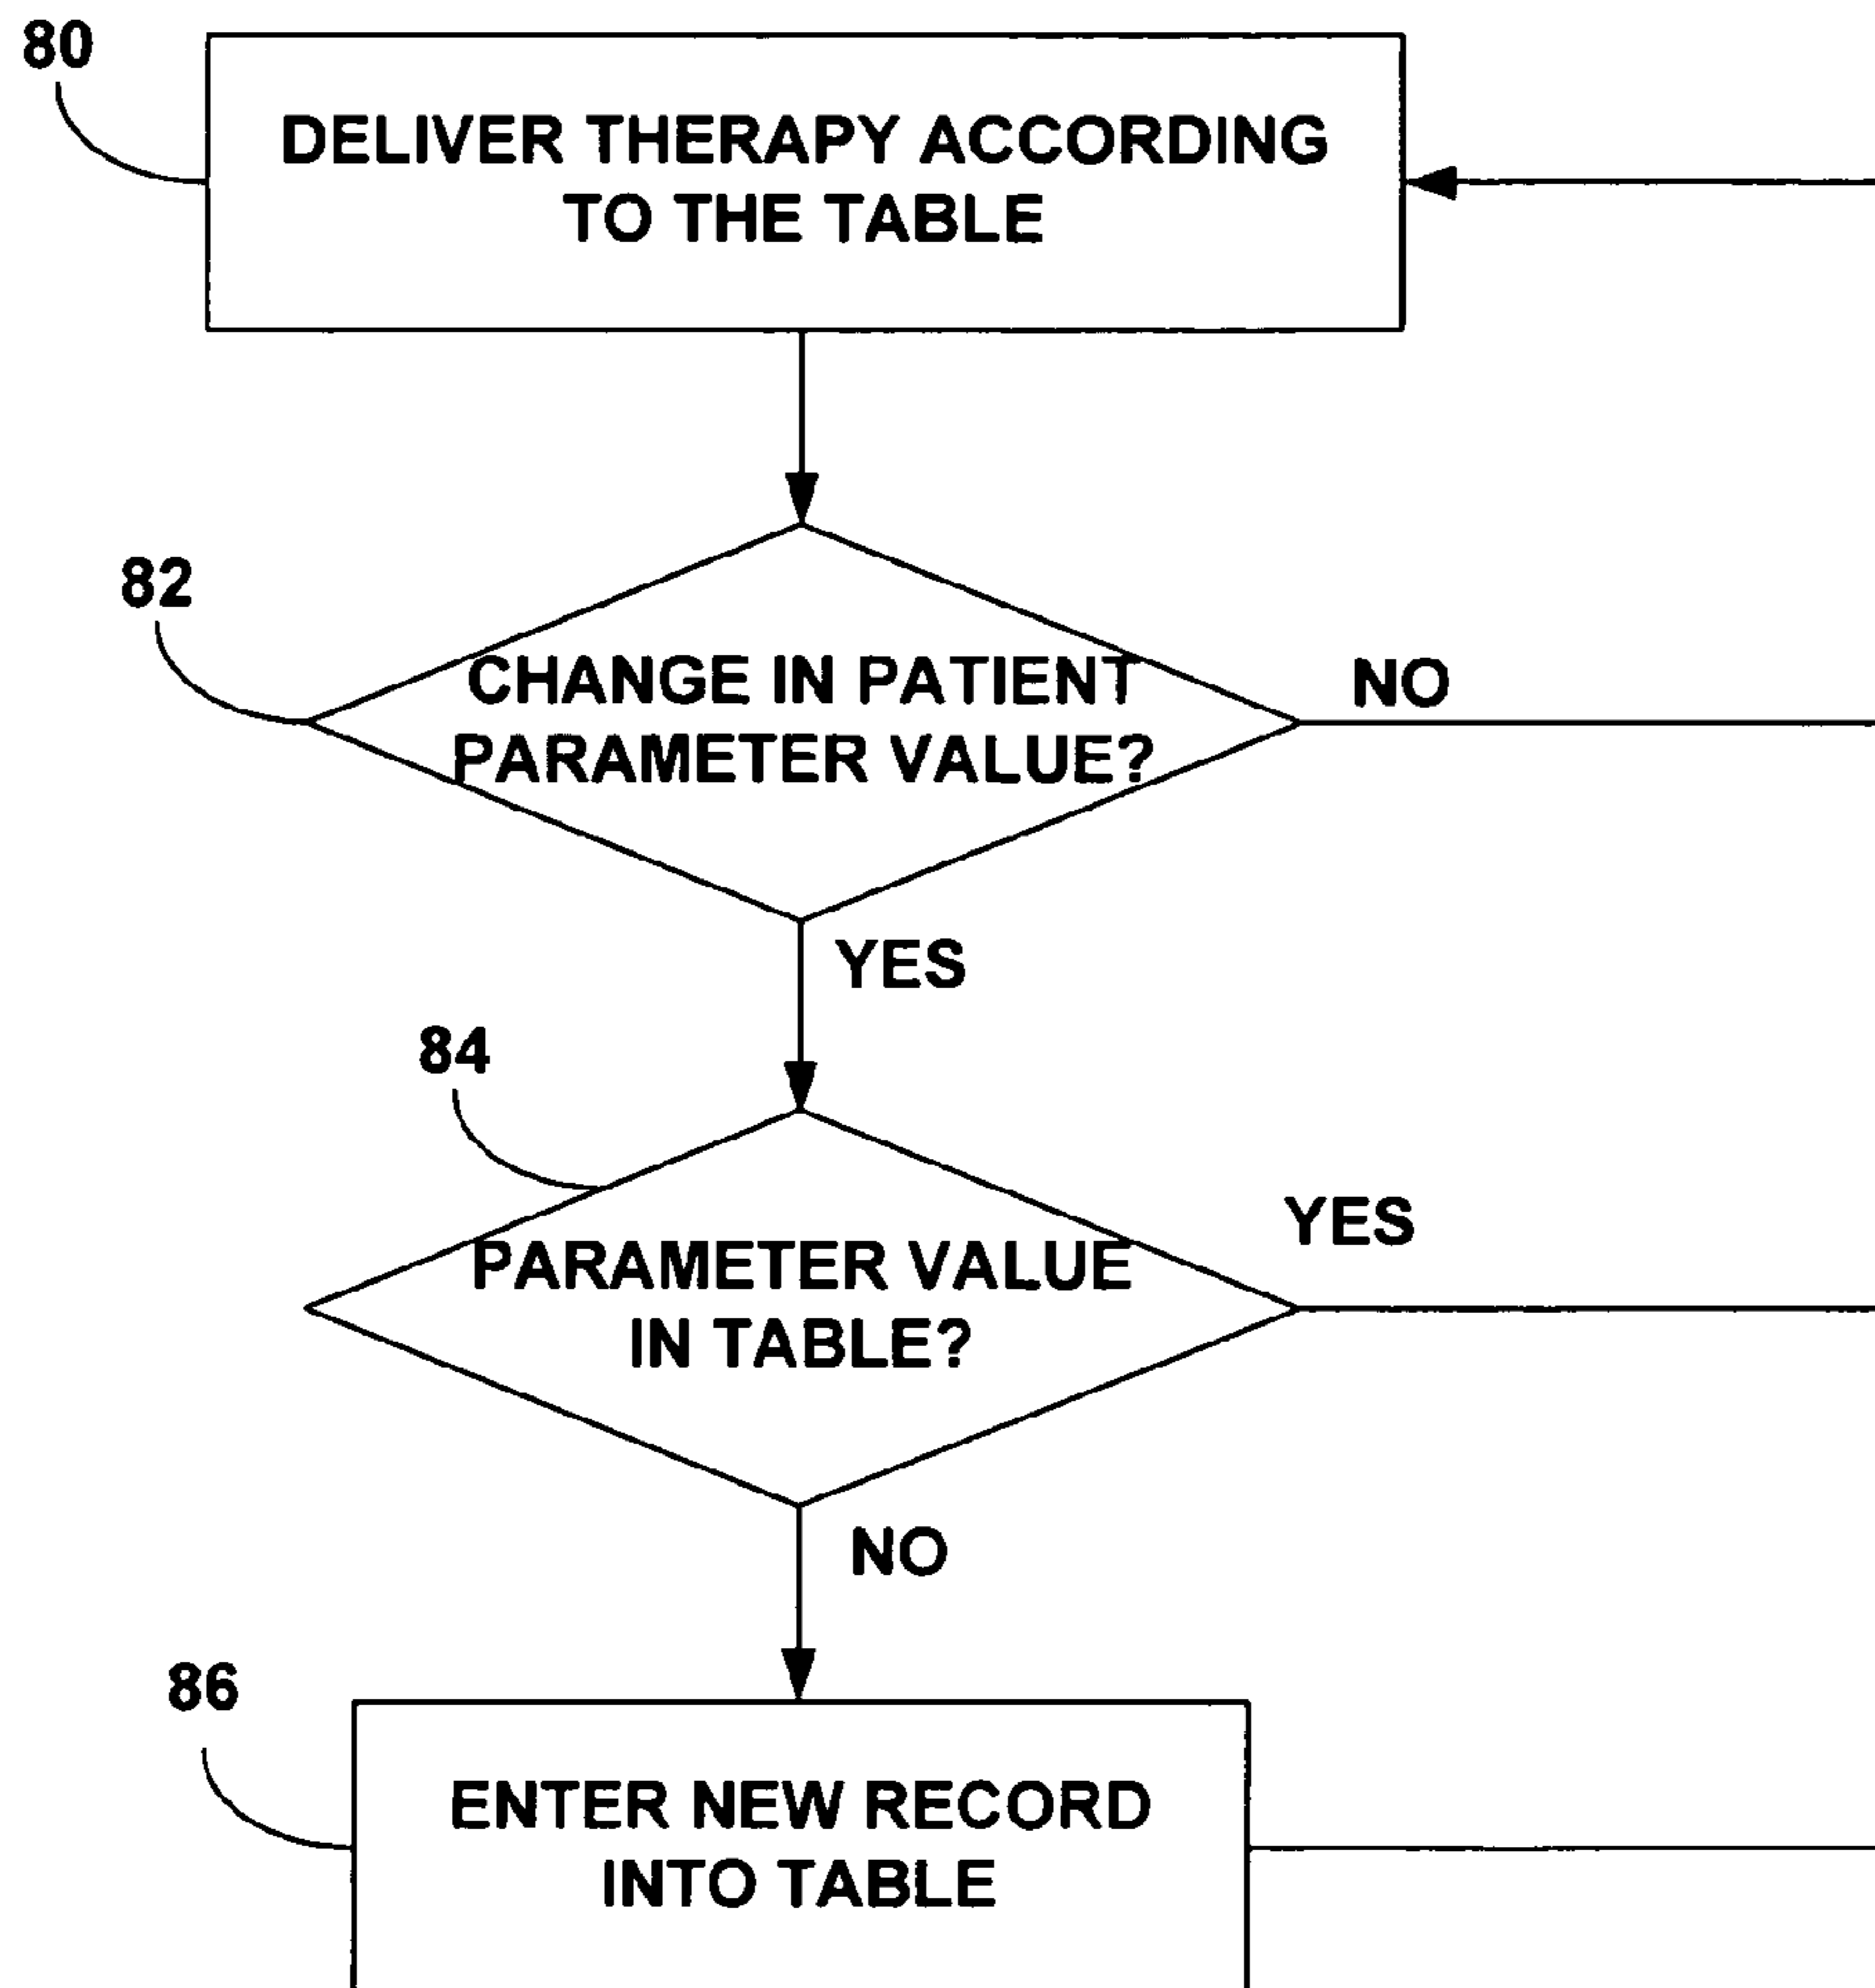 80
DELIVER THERAPY ACCORDING
TO THE TABLE
82
CHANGE IN PATIENT
PARAMETER VALUE?
NO
YES
84
PARAMETER VALUE
IN TABLE?
YES
NO
86
ENTER NEW RECORD
INTO TABLE